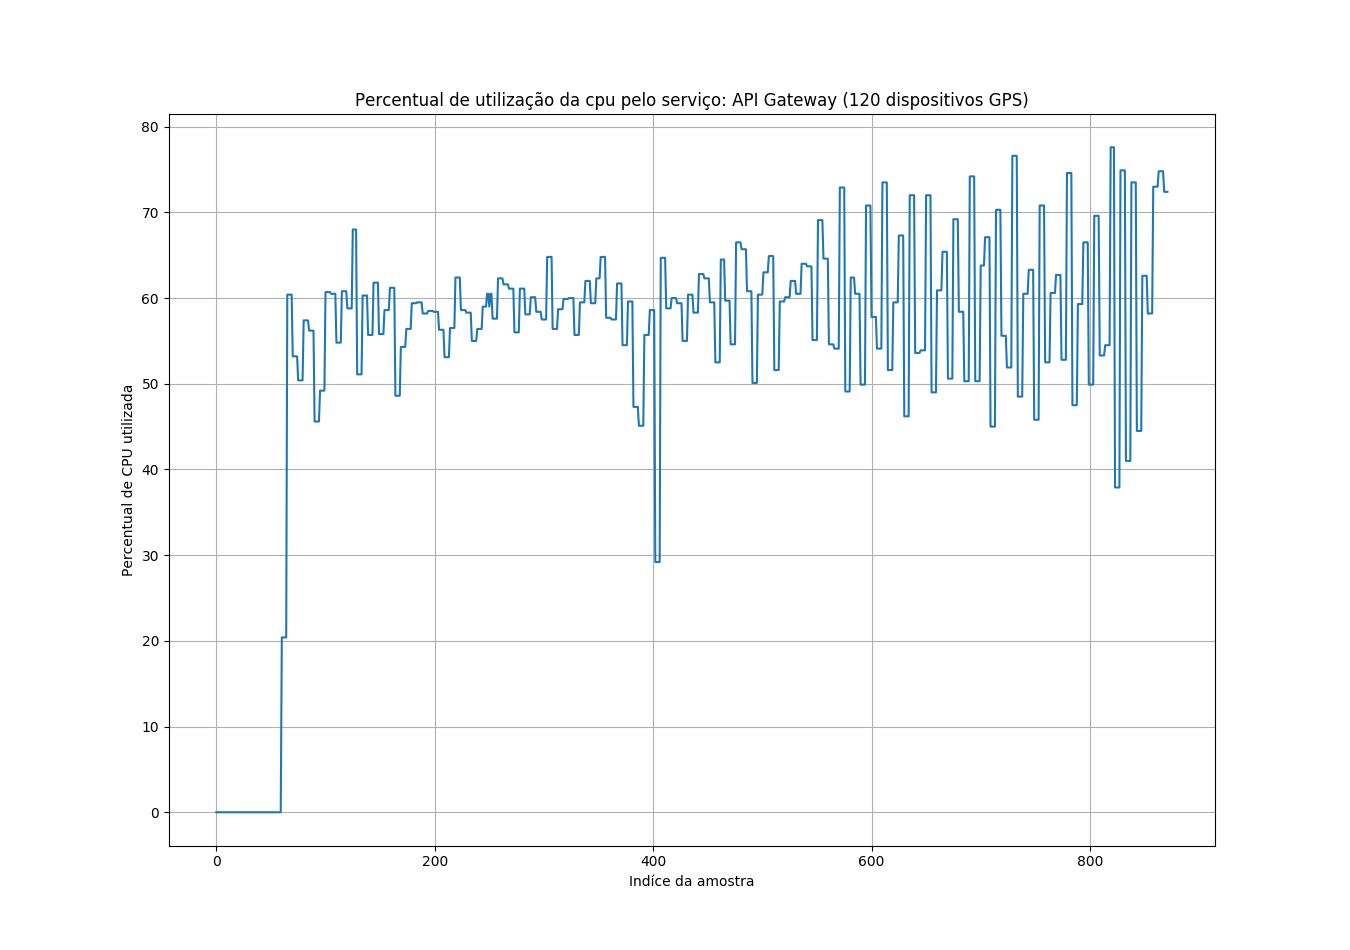 Percentual de utilização da cpu pelo serviço: API Gateway (120 dispositivos GPS)
80
70
60
50
40
30
20
10
0
Percentual de CPU utilizada
0 200 400 600 800
Indíce da amostra